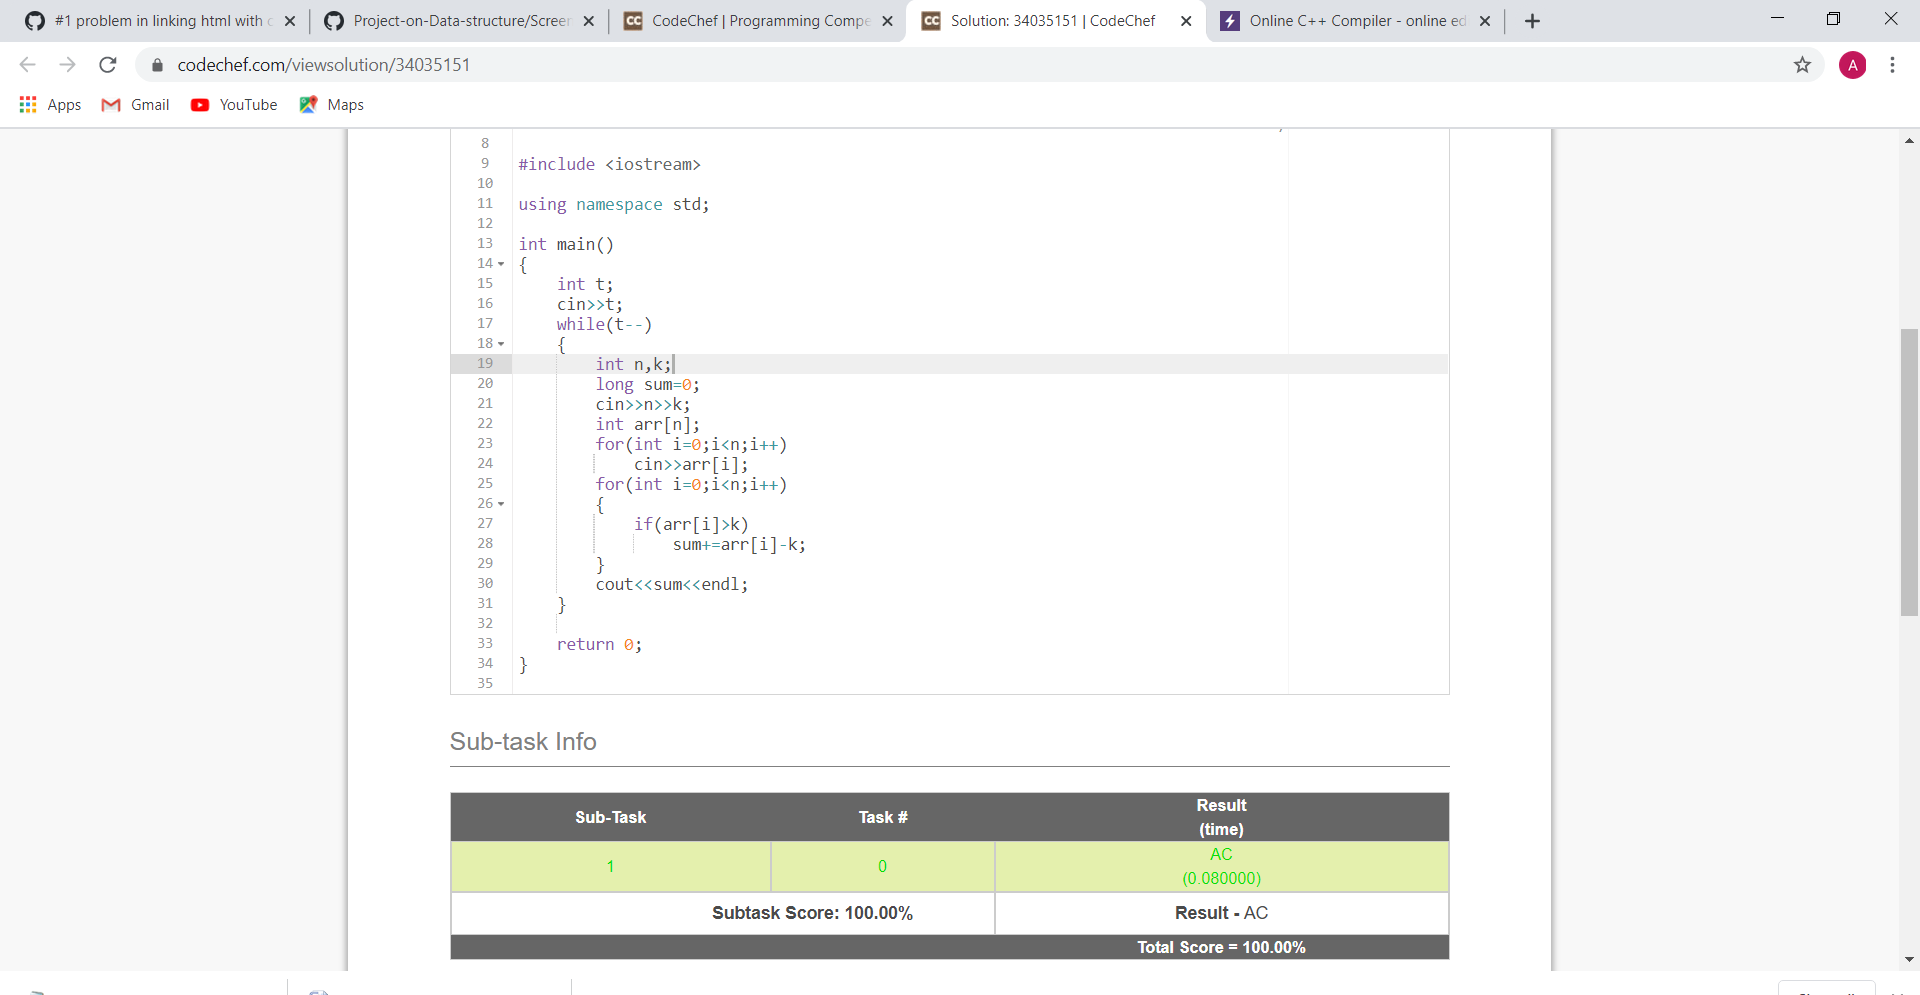 #1 problem in linking html with c
Project-on-Data-structure/Screen
CodeChef | Programming Compe
Solution: 34035151 | CodeChef
Online C++ Compiler - online ed
codechef.com/viewsolution/34035151
A
Apps
Gmail
YouTube
Maps
8
9 #include <iostream>
10
11 using namespace std;
12
13 int main()
14 {
15 int t;
16 cin>>t;
17 while(t--)
18 {
19 int n,k;
20 long sum=0;
21 cin>>n>>k;
22 int arr[n];
23 for(int i=0;i<n;i++)
24 cin>>arr[i];
25 for(int i=0;i<n;i++)
26 {
27 if(arr[i]>k)
28 sum+=arr[i]-k;
29 }
30 cout<<sum<<endl;
31 }
32
33 return 0;
34 }
35
Sub-task Info
Sub-Task Task # Result
(time)
1 0 AC
(0.080000)
Subtask Score: 100.00% Result - AC
Total Score = 100.00%